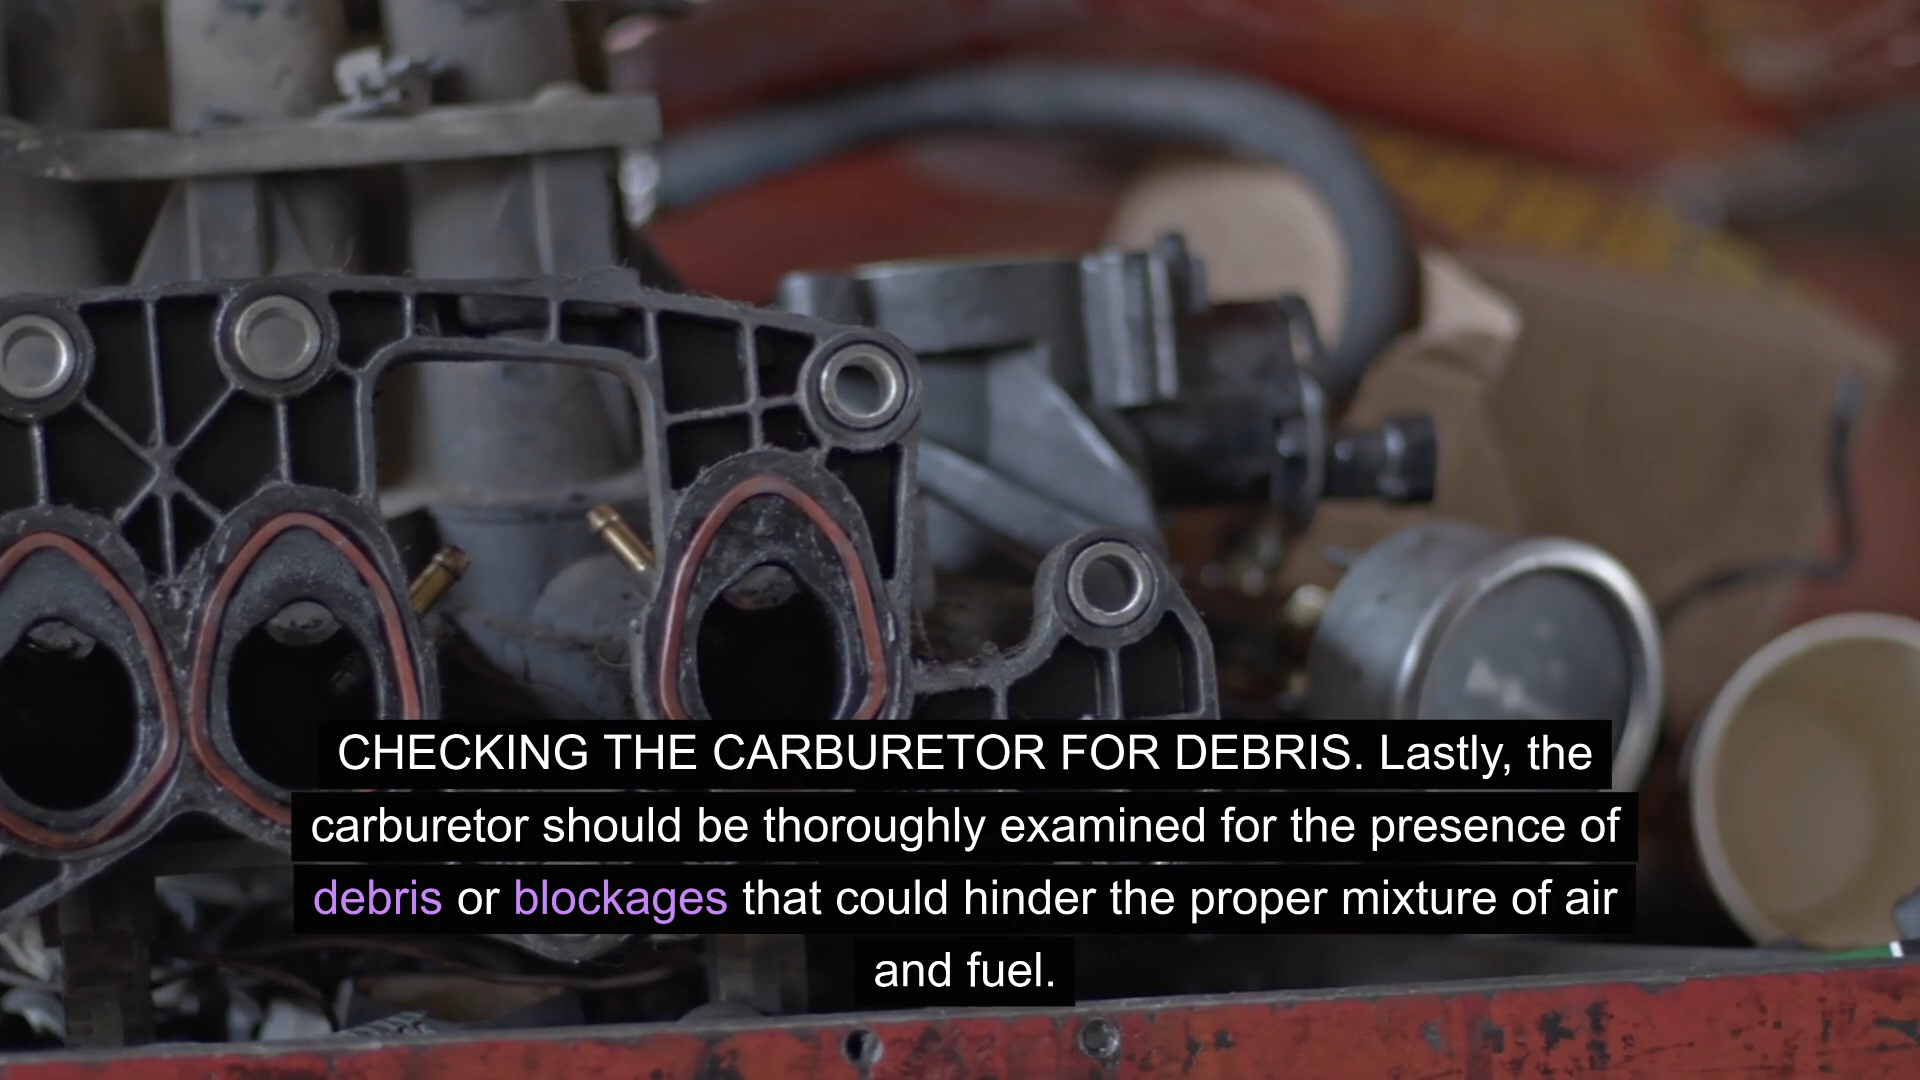 CHECKING THE CARBURETOR FOR DEBRIS. Lastly, the
carburetor should be thoroughly examined for the presence of
debris or blockages that could hinder the proper mixture of air
and fuel.